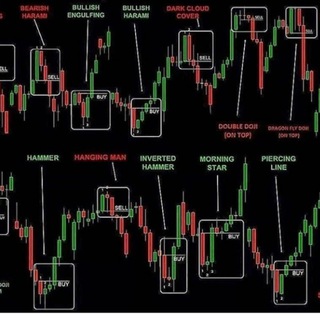 BEARISH
HARAMI
BULLISH
ENGULFING
BULLISH
HARAMI
DARK CLOUD
COVER
SELL
SELL
BUY
BUY
SELL
DOUBLE DOJI
(ON TOP)
DRAGON FLY DOJI
(ON TOP)
HAMMER
HANGING MAN
INVERTED
HAMMER
MORNING
STAR
PIERCING
LINE
SELL
BUY
BUY
BUY
BUY